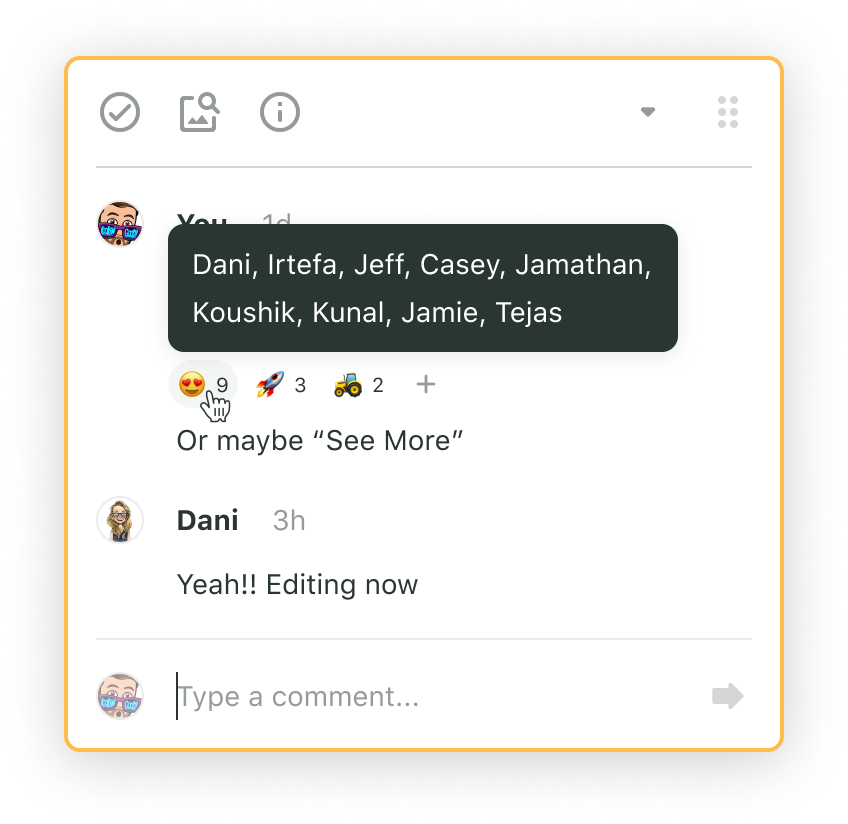 You 1d
Dani, Irtefa, Jeff, Casey, Jamathan,
Koushik, Kunal, Jamie, Tejas
😍 9 🚀 3 🚜 2 +
Or maybe “See More”
Dani 3h
Yeah!! Editing now
Type a comment...